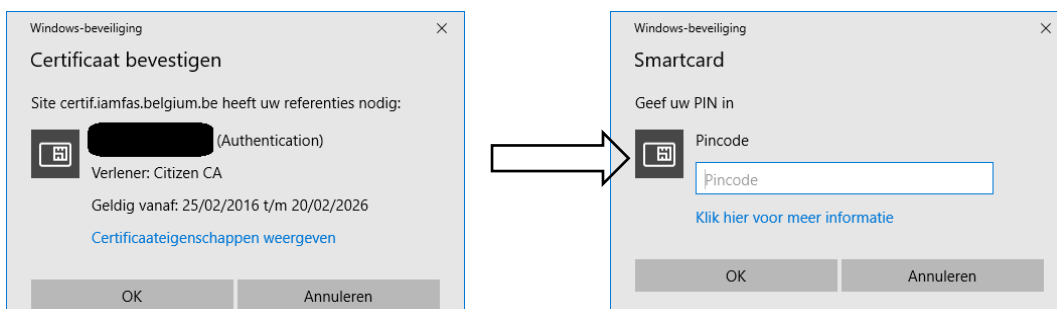 Windows-beveiliging
Certificaat bevestigen
Site certif.iamfas.belgium.be heeft uw referenties nodig:
(Authentication)
Verlener: Citizen CA
Geldig vanaf: 25/02/2016 t/m 20/02/2026
Certificaateigenschappen weergeven
OK Annuleren
Windows-beveiliging
Smartcard
Geef uw PIN in
Pincode
Pincode
Klik hier voor meer informatie
OK Annuleren